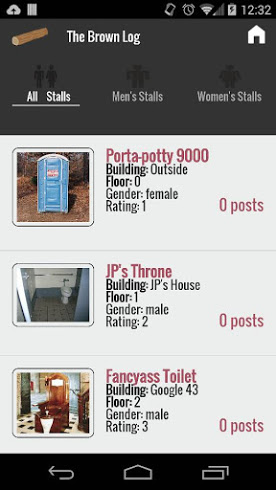 12:32
The Brown Log
All Stalls
Men's Stalls
Women's Stalls
Porta-potty 9000
Building: Outside
Floor: 0
Gender: female
Rating: 1
0 posts
JP's Throne
Building: JP's House
Floor: 1
Gender: male
Rating: 2
0 posts
Fancyass Toilet
Building: Google 43
Floor: 2
Gender: male
Rating: 3
0 posts